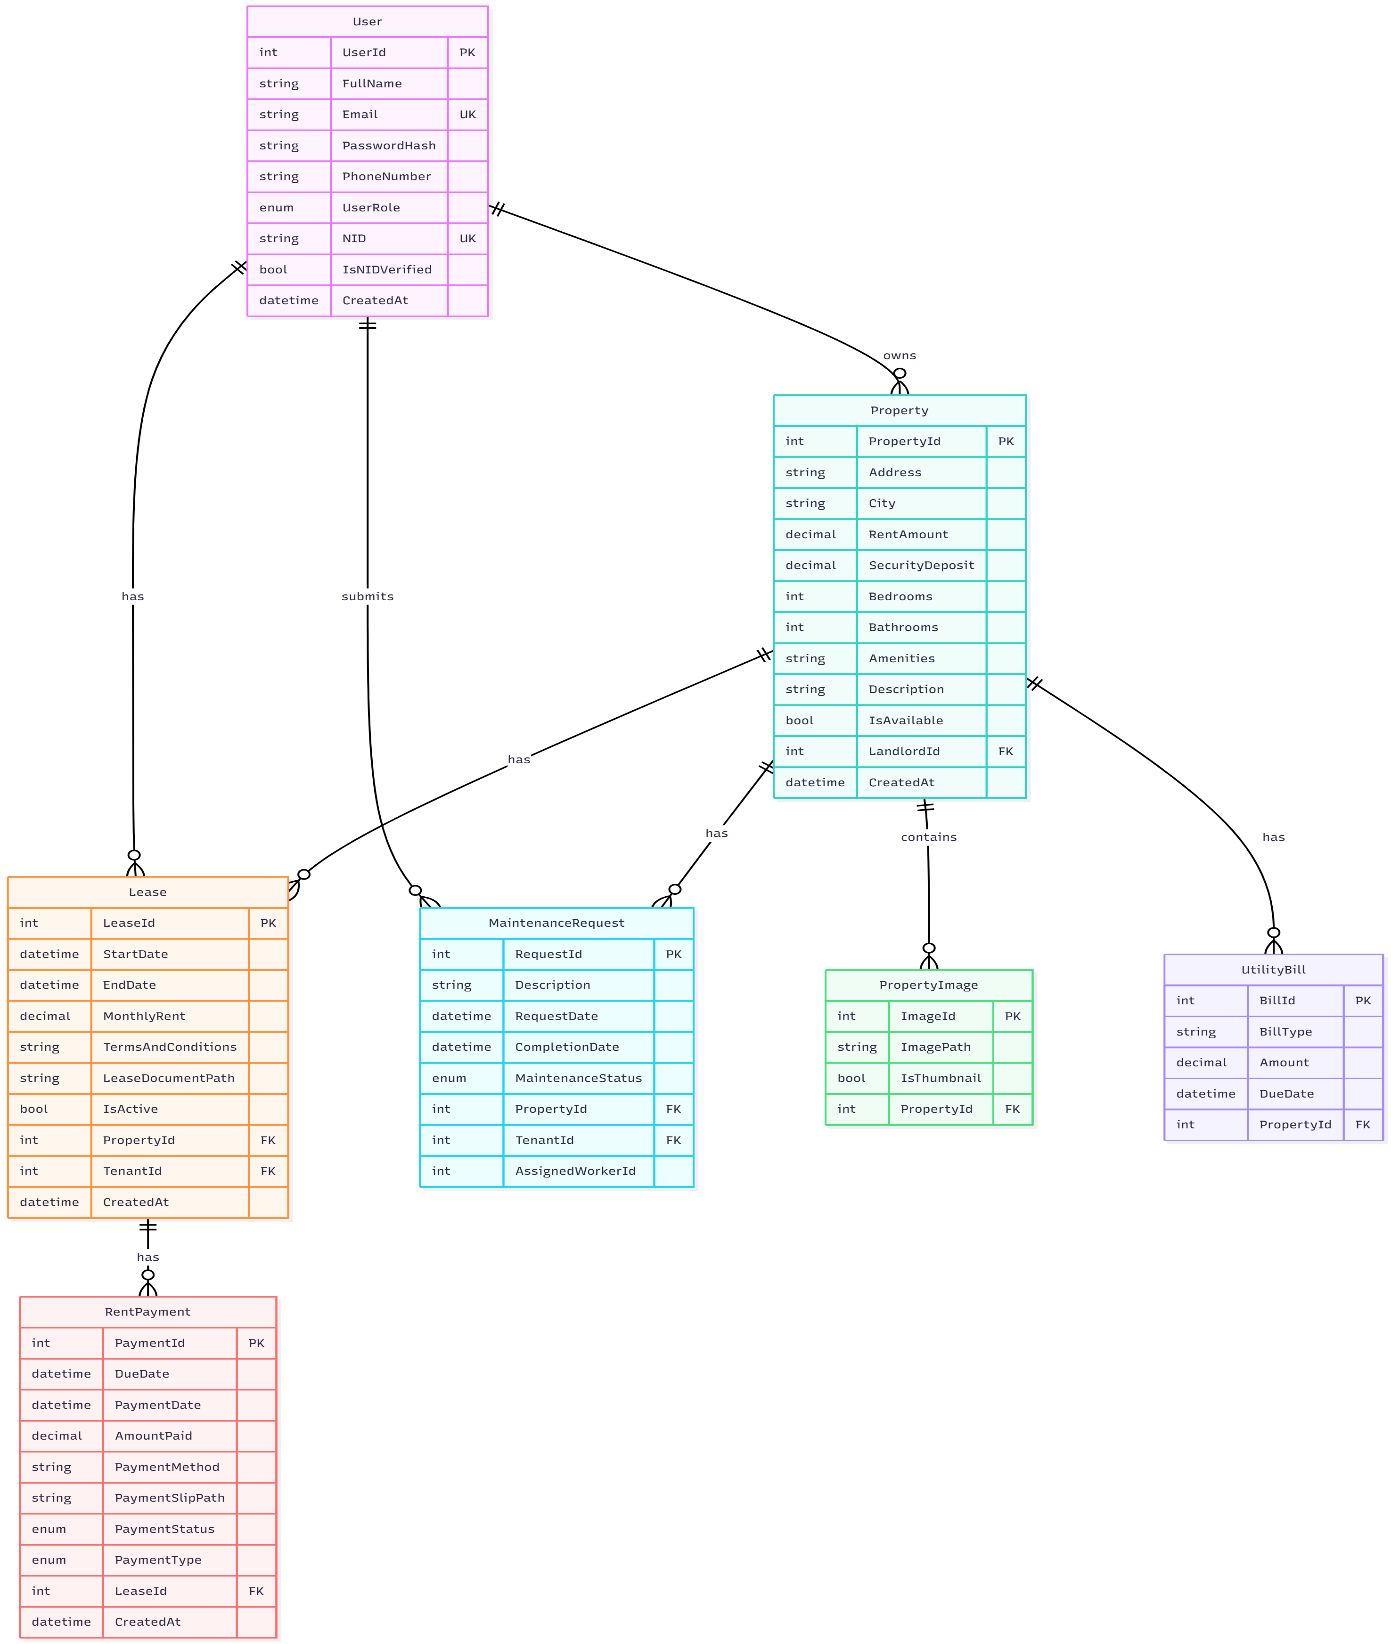 User
int UserId PK
string FullName
string Email UK
string PasswordHash
string PhoneNumber
enum UserRole
string NID UK
bool IsNIDVerified
datetime CreatedAt
owns
Property
int PropertyId PK
string Address
string City
decimal RentAmount
decimal SecurityDeposit
int Bedrooms
int Bathrooms
string Amenities
string Description
bool IsAvailable
int LandlordId FK
datetime CreatedAt
has
submits
has
has
contains
has
Lease
int LeaseId PK
datetime StartDate
datetime EndDate
decimal MonthlyRent
string TermsAndConditions
string LeaseDocumentPath
bool IsActive
int PropertyId FK
int TenantId FK
datetime CreatedAt
MaintenanceRequest
int RequestId PK
string Description
datetime RequestDate
datetime CompletionDate
enum MaintenanceStatus
int PropertyId FK
int TenantId FK
int AssignedWorkerId
PropertyImage
int ImageId PK
string ImagePath
bool IsThumbnail
int PropertyId FK
UtilityBill
int BillId PK
string BillType
decimal Amount
datetime DueDate
int PropertyId FK
has
RentPayment
int PaymentId PK
datetime DueDate
datetime PaymentDate
decimal AmountPaid
string PaymentMethod
string PaymentSlipPath
enum PaymentStatus
enum PaymentType
int LeaseId FK
datetime CreatedAt